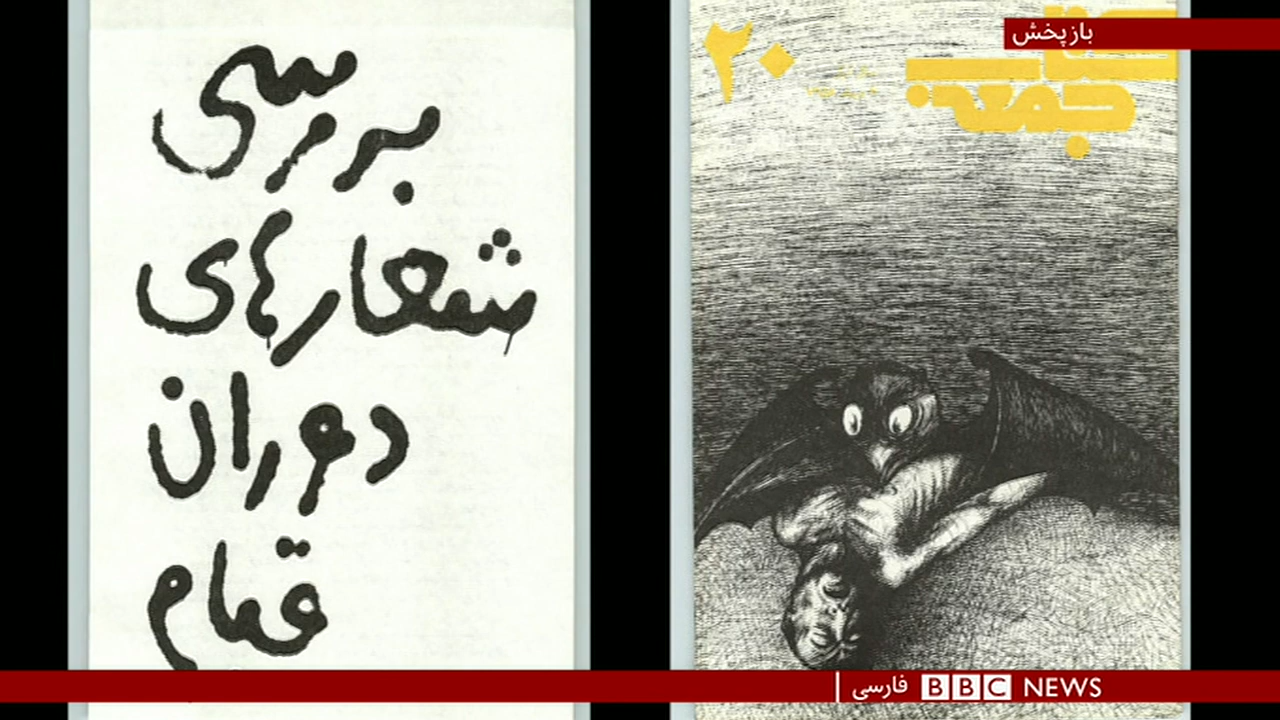 بازپخش
کتاب
جمعه
۲۰
بررسی
شعارهای
دوران
قیام
فارسی BBC NEWS